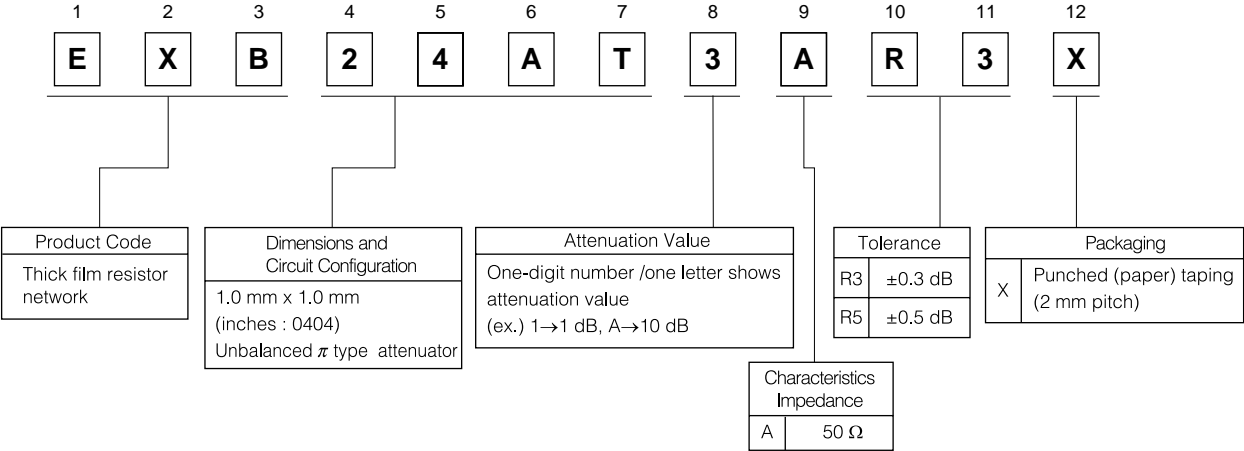 1 2 3 4 5 6 7 8 9 10 11 12
E X B 2 4 A T 3 A R 3 X
Product Code
Thick film resistor
network
Dimensions and
Circuit Configuration
1.0 mm x 1.0 mm
(inches : 0404)
Unbalanced π type attenuator
Attenuation Value
One-digit number /one letter shows
attenuation value
(ex.) 1→1 dB, A→10 dB
Characteristics
Impedance
A 50 Ω
Tolerance
R3 ±0.3 dB
R5 ±0.5 dB
Packaging
X Punched (paper) taping
(2 mm pitch)